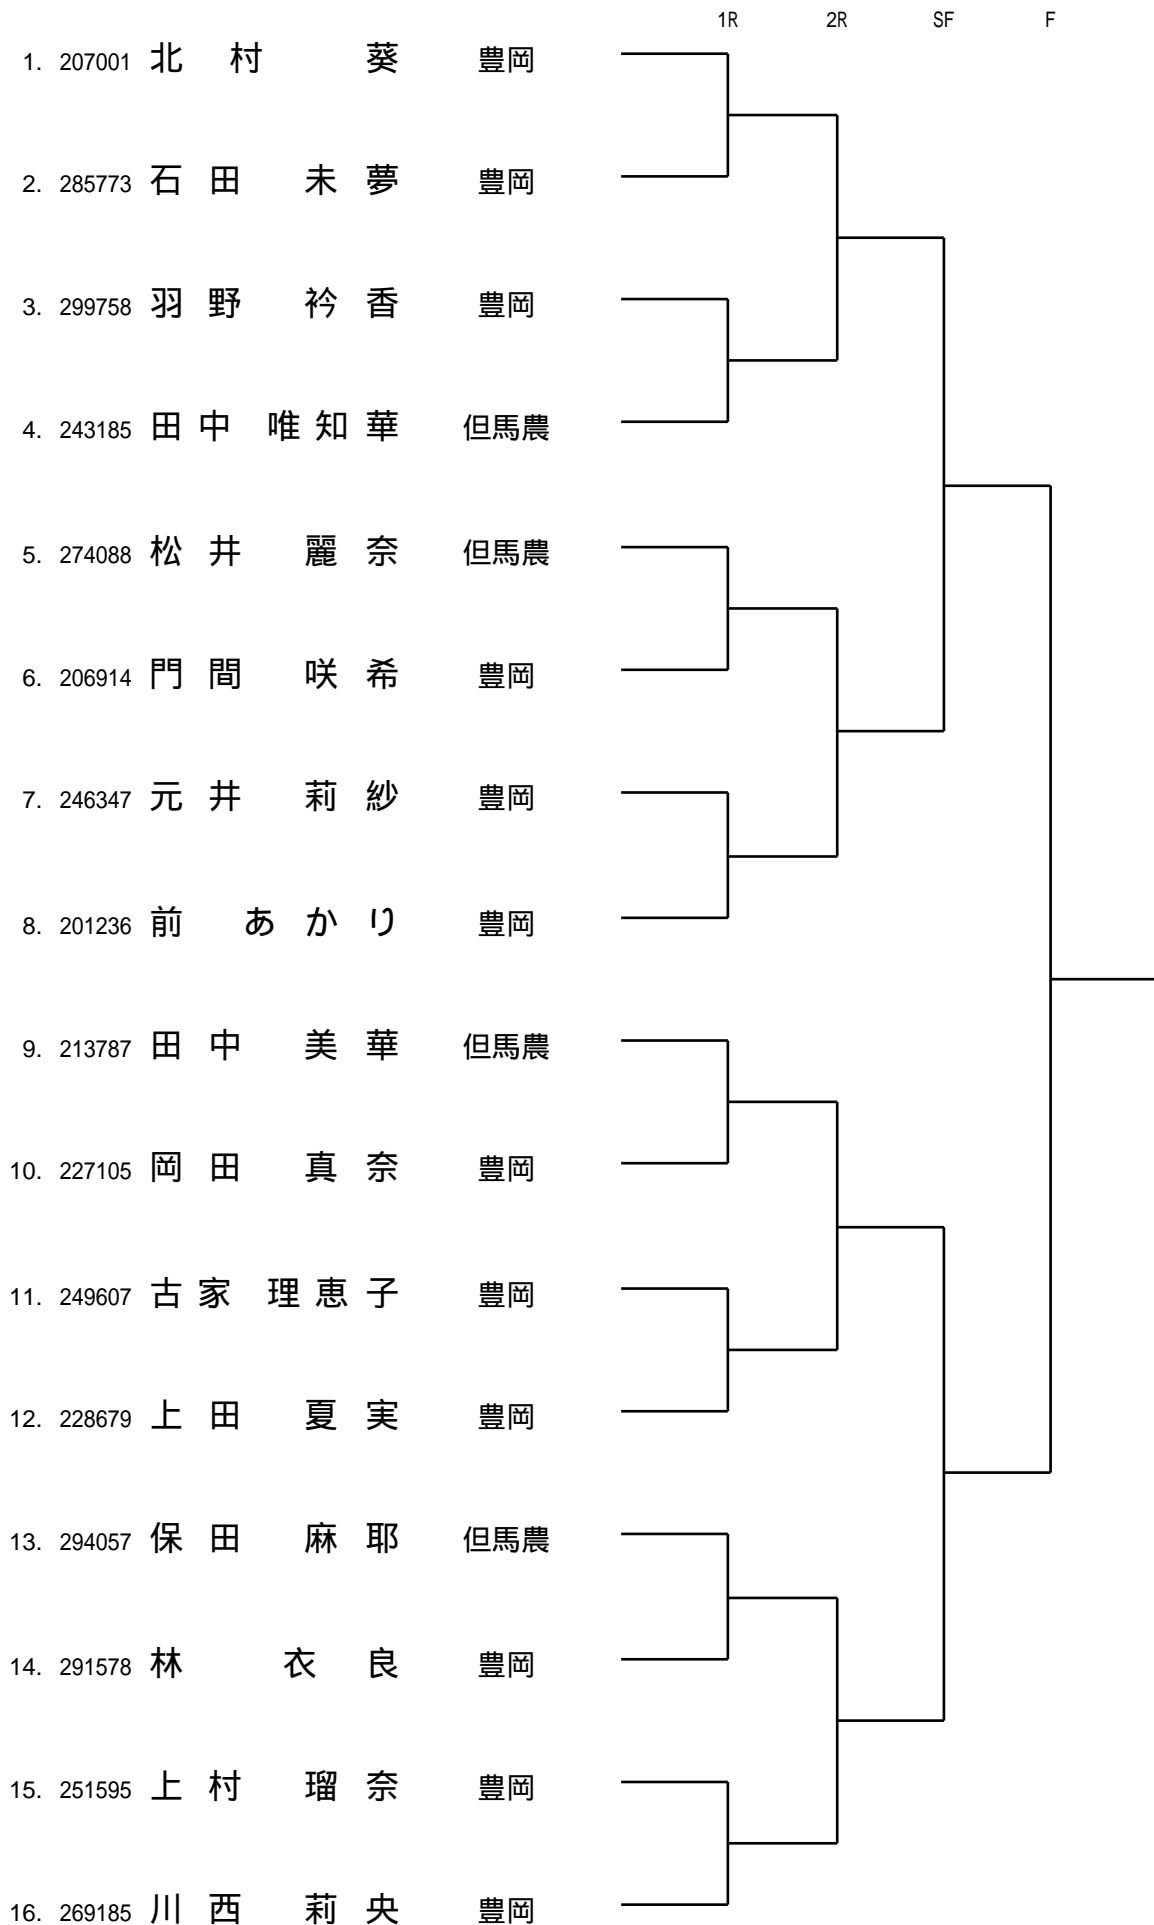 1R 2R SF F
1. 207001 北村 葵 豊岡
2. 285773 石田 未夢 豊岡
3. 299758 羽野 衿香 豊岡
4. 243185 田中 唯知華 但馬農
5. 274088 松井 麗奈 但馬農
6. 206914 門間 咲希 豊岡
7. 246347 元井 莉紗 豊岡
8. 201236 前 あかり 豊岡
9. 213787 田中 美華 但馬農
10. 227105 岡田 真奈 豊岡
11. 249607 古家 理恵子 豊岡
12. 228679 上田 夏実 豊岡
13. 294057 保田 麻耶 但馬農
14. 291578 林 衣良 豊岡
15. 251595 上村 瑠奈 豊岡
16. 269185 川西 莉央 豊岡